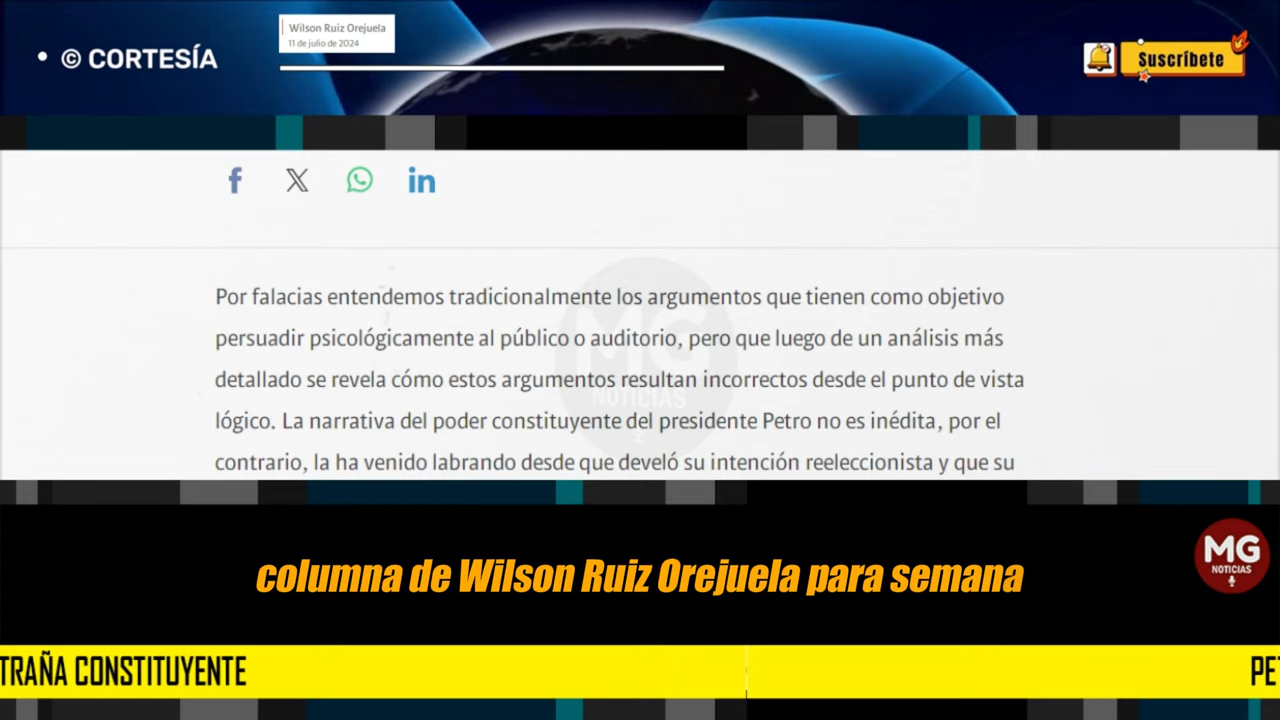 © CORTESÍA
Wilson Ruiz Orejuela
11 de julio de 2024
Suscríbete
Por falacias entendemos tradicionalmente los argumentos que tienen como objetivo
persuadir psicológicamente al público o auditorio, pero que luego de un análisis más
detallado se revela cómo estos argumentos resultan incorrectos desde el punto de vista
lógico. La narrativa del poder constituyente del presidente Petro no es inédita, por el
contrario, la ha venido labrando desde que develó su intención reeleccionista y que su
MG
NOTICIAS
columna de Wilson Ruiz Orejuela para semana
MG
NOTICIAS
TRAÑA CONSTITUYENTE
PE